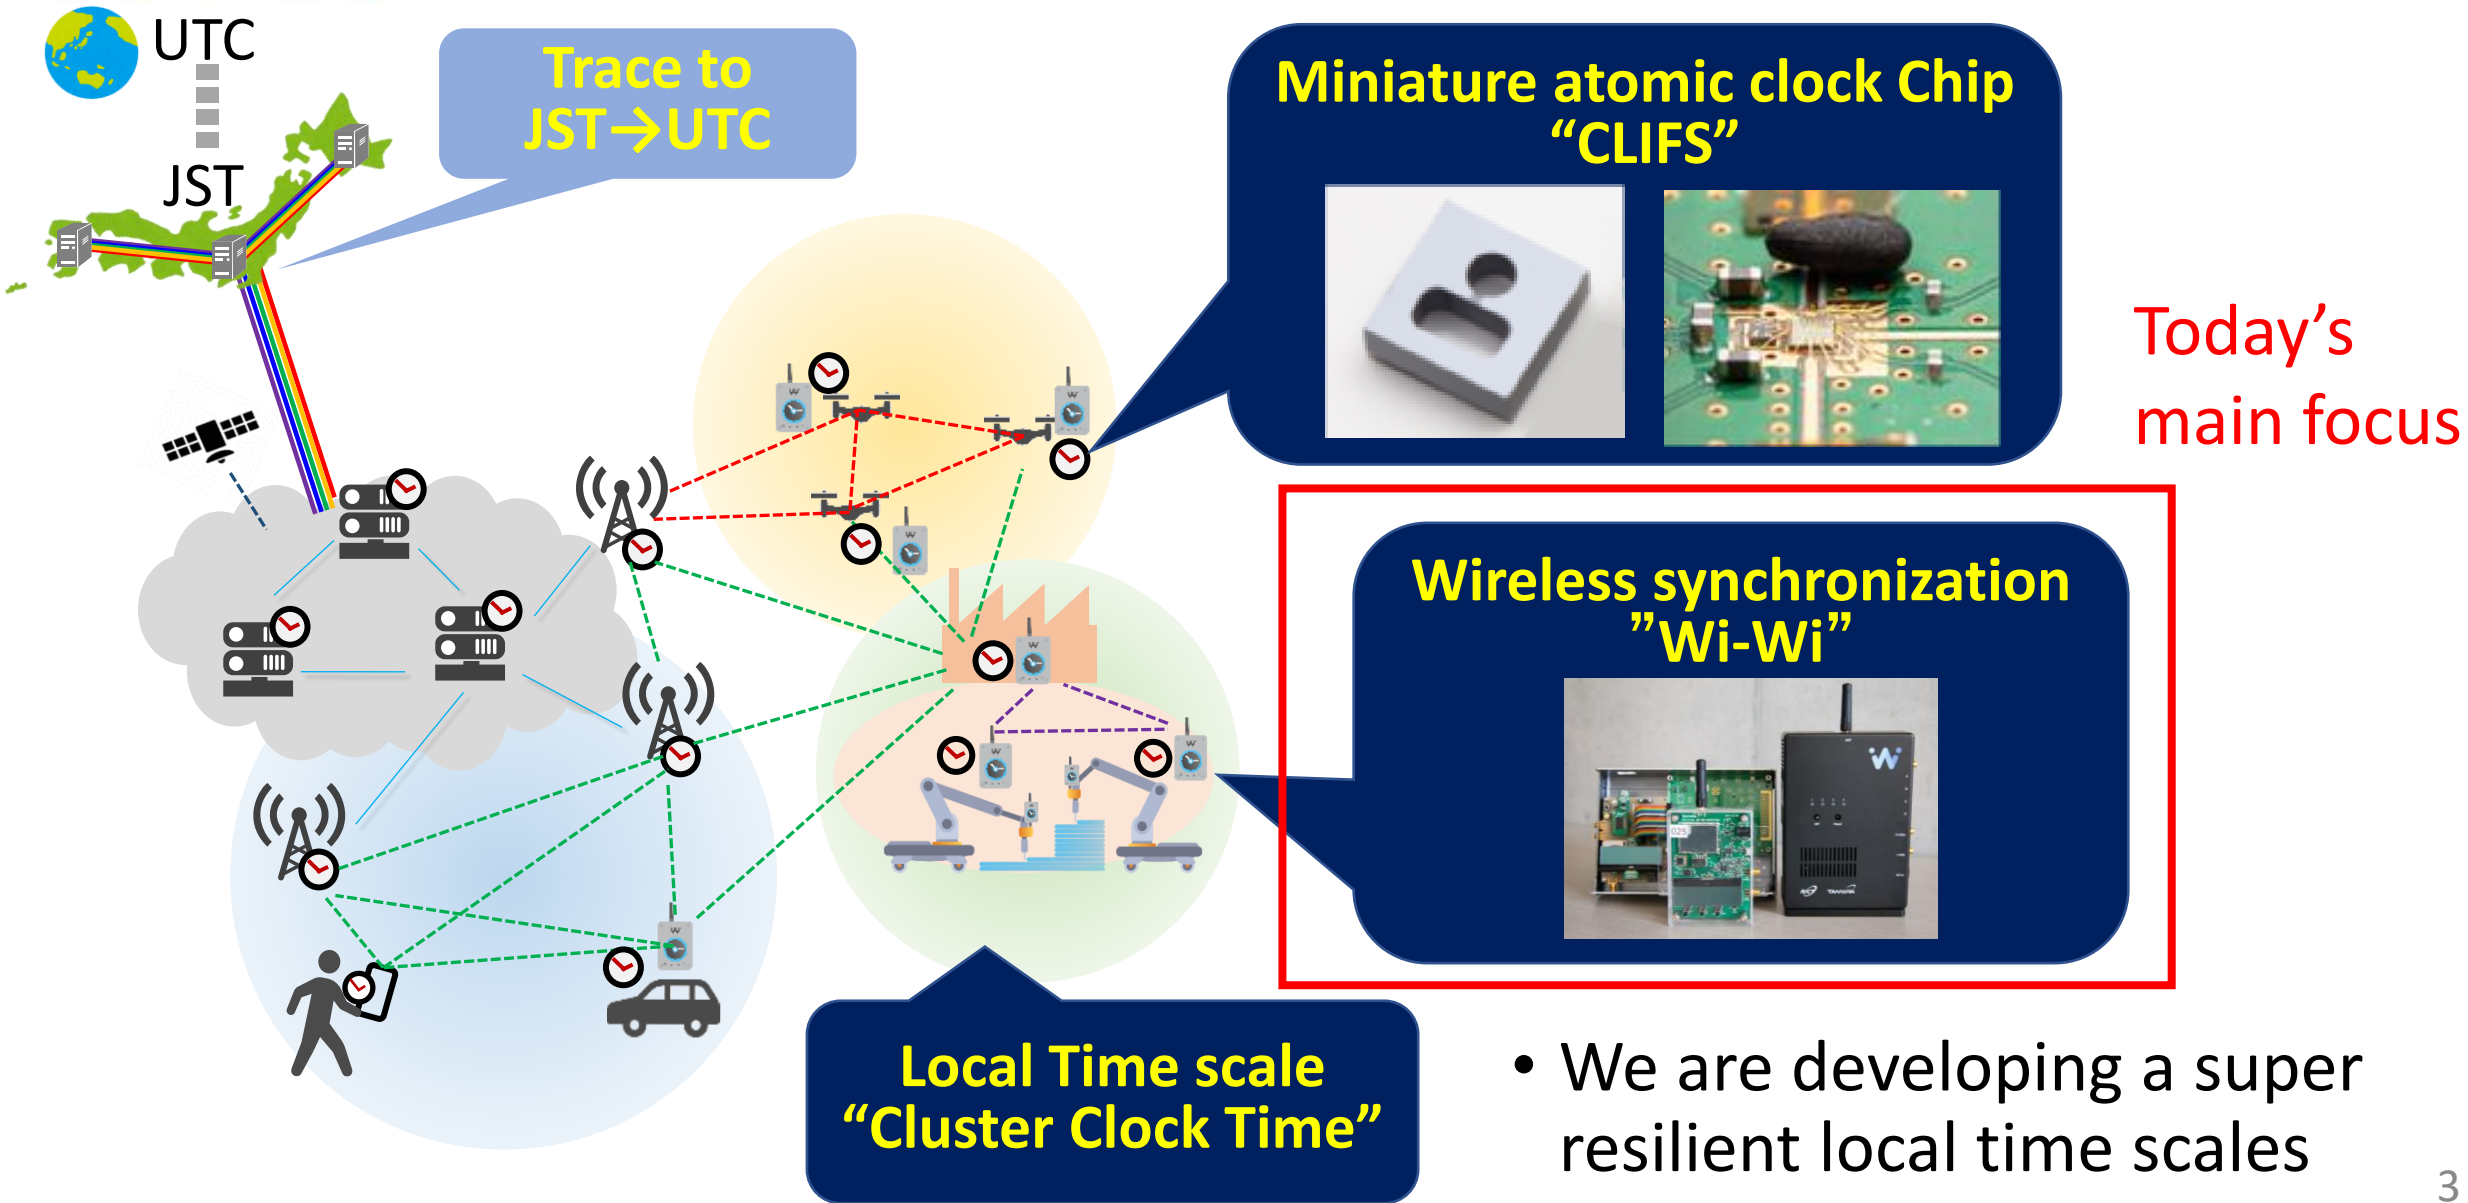 UTC
JST
Trace to
JST→UTC
Miniature atomic clock Chip
“CLIFS”
Today’s
main focus
Wireless synchronization
”Wi-Wi”
025
Local Time scale
“Cluster Clock Time”
• We are developing a super
resilient local time scales
3